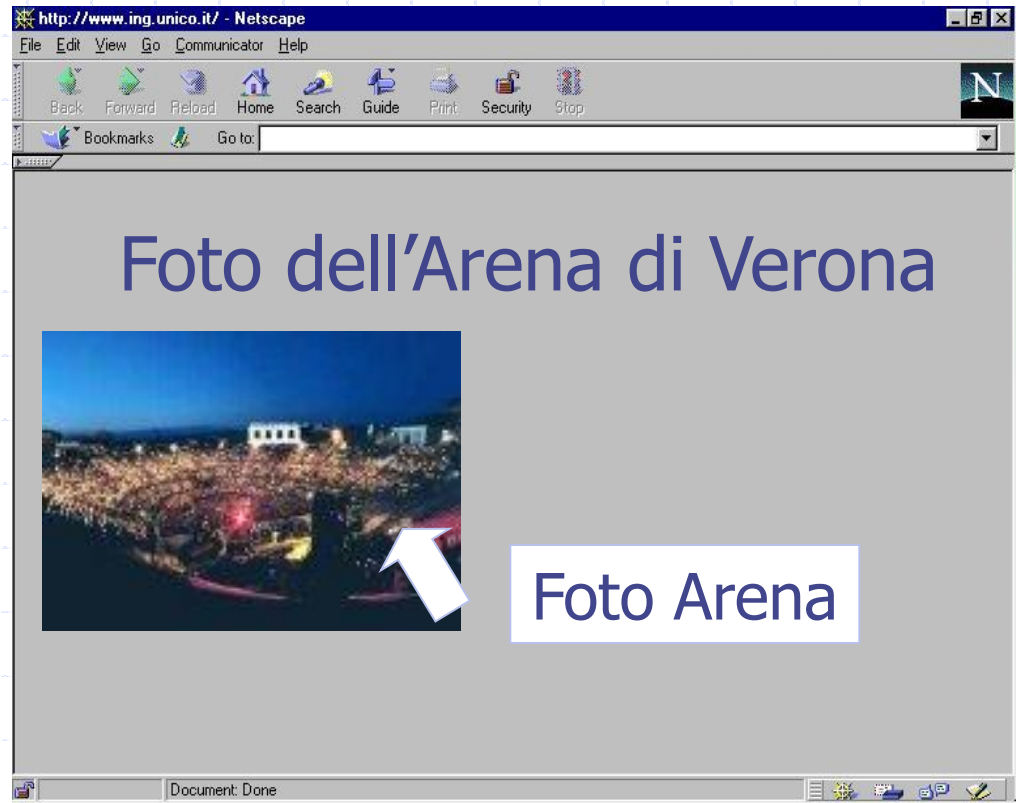 http://www.ing.unico.it/ - Netscape
File Edit View Go Communicator Help
N
Back Forward Reload Home Search Guide Print Security Stop
Bookmarks Go to:
Foto dell’Arena di Verona
Foto Arena
Document: Done